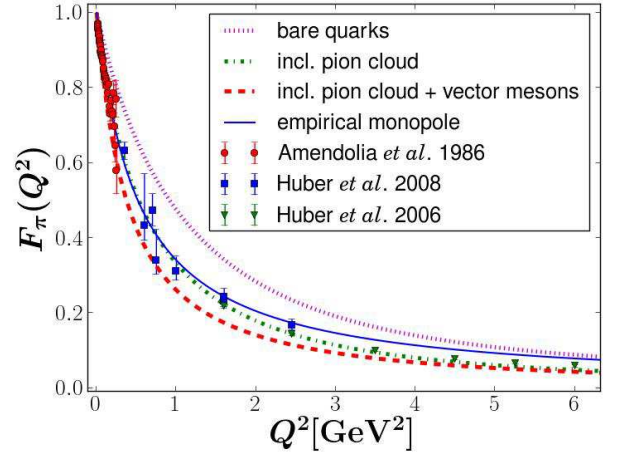 1.0
0.8
0.6
0.4
0.2
0.0
F_π(Q²)
bare quarks
incl. pion cloud
incl. pion cloud + vector mesons
empirical monopole
Amendolia et al. 1986
Huber et al. 2008
Huber et al. 2006
0 1 2 3 4 5 6
Q²[GeV²]